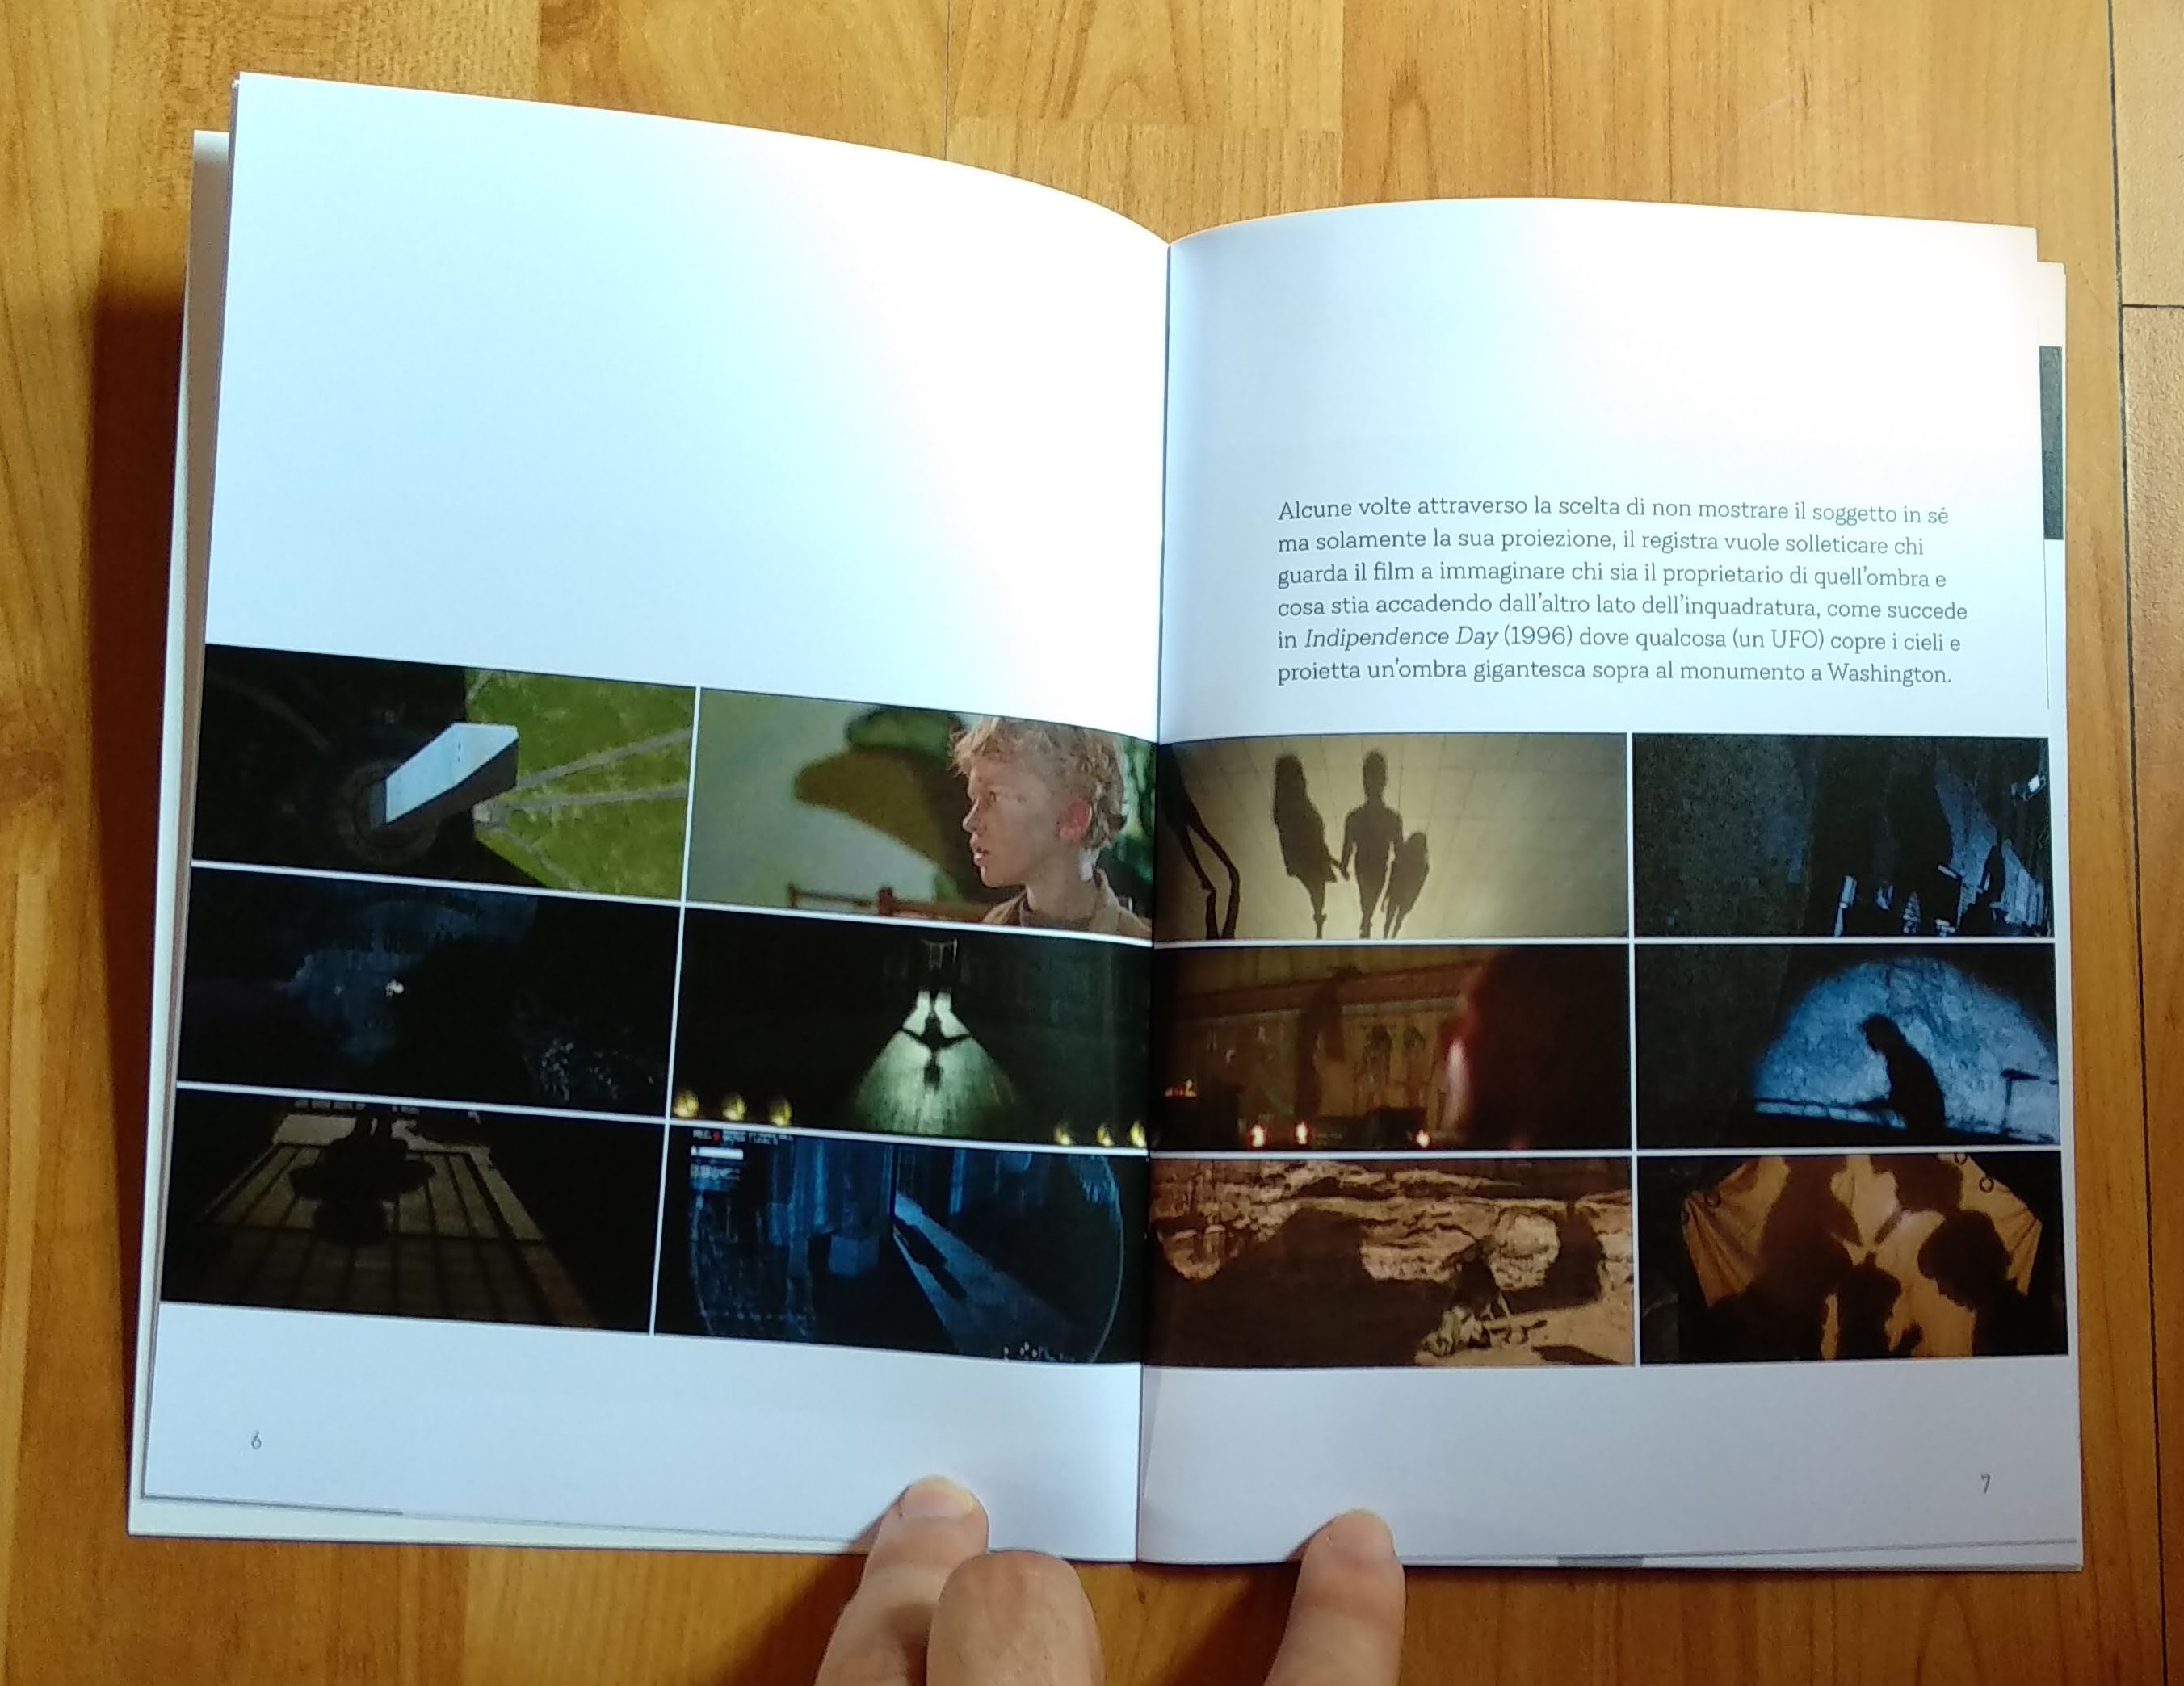 Alcune volte attraverso la scelta di non mostrare il soggetto in sé
ma solamente la sua proiezione, il registra vuole solleticare chi
guarda il film a immaginare chi sia il proprietario di quell'ombra e
cosa stia accadendo dall'altro lato dell'inquadratura, come succede
in Indipendence Day (1996) dove qualcosa (un UFO) copre i cieli e
proietta un'ombra gigantesca sopra al monumento a Washington.
6
7